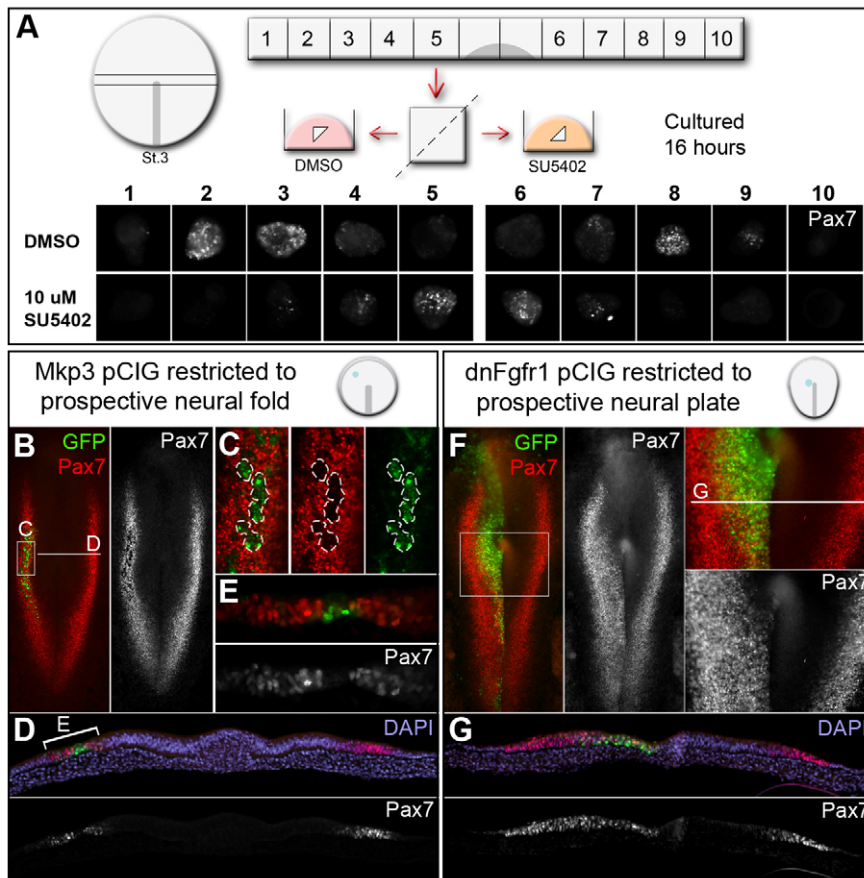 A
1 2 3 4 5 6 7 8 9 10
St.3
DMSO
SU5402
Cultured
16 hours
1 2 3 4 5 6 7 8 9 10
DMSO
Pax7
10 uM
SU5402
Mkp3 pCIG restricted to
prospective neural fold
B
GFP
Pax7
C
D
Pax7
C
E
Pax7
D
E
DAPI
Pax7
dnFgfr1 pCIG restricted to
prospective neural plate
F
GFP
Pax7
Pax7
G
Pax7
G
DAPI
Pax7